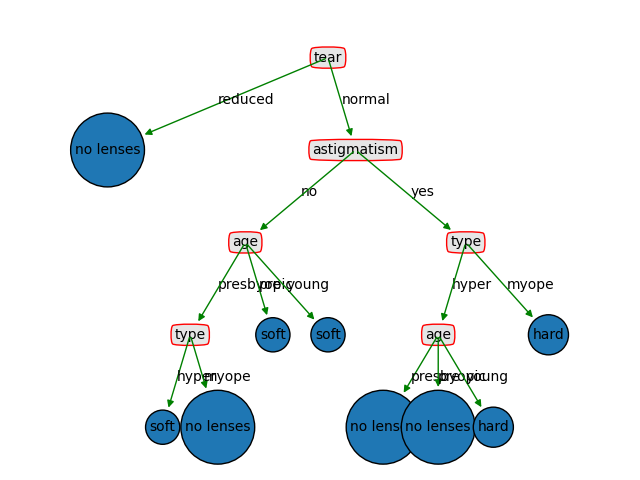 tear
reduced
normal
no lenses
astigmatism
no
yes
age
type
presbyopic
pre
young
hyper
myope
type
soft
soft
age
hard
hyper
myope
presbyopic
pre
young
soft
no lenses
no lenses
no lenses
hard